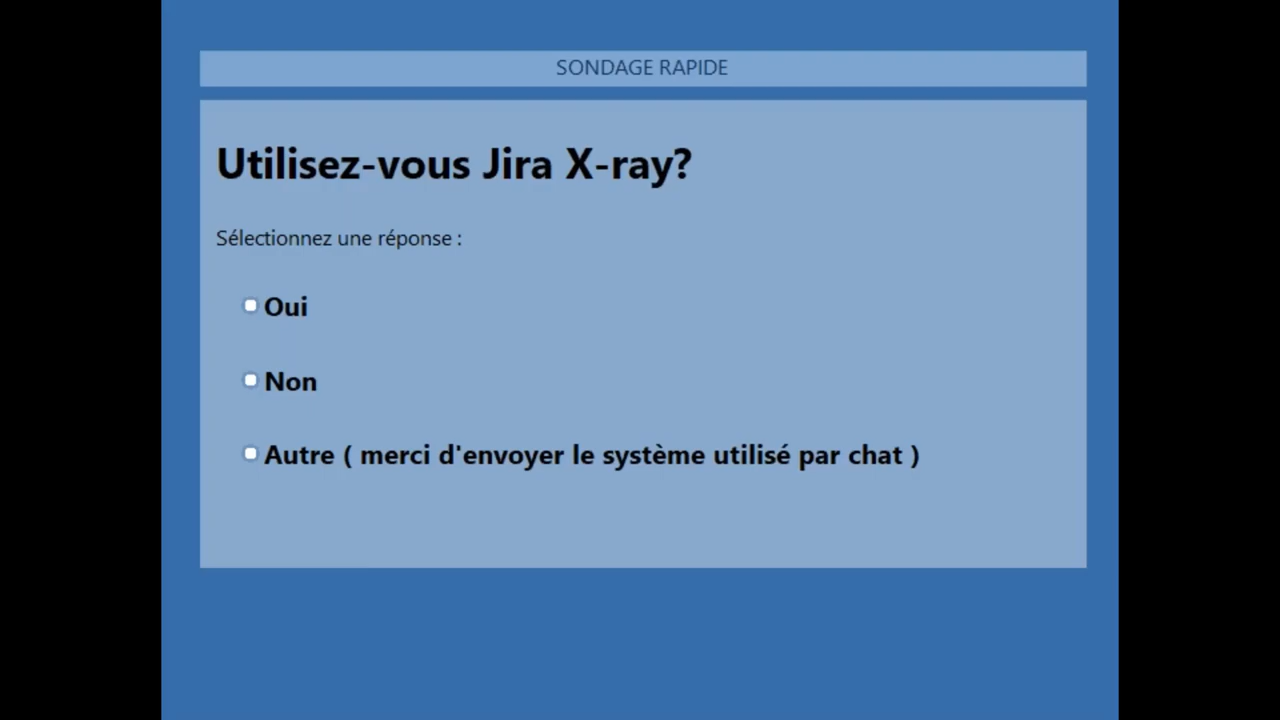 SONDAGE RAPIDE
Utilisez-vous Jira X-ray?
Sélectionnez une réponse :
Oui
Non
Autre ( merci d'envoyer le système utilisé par chat )